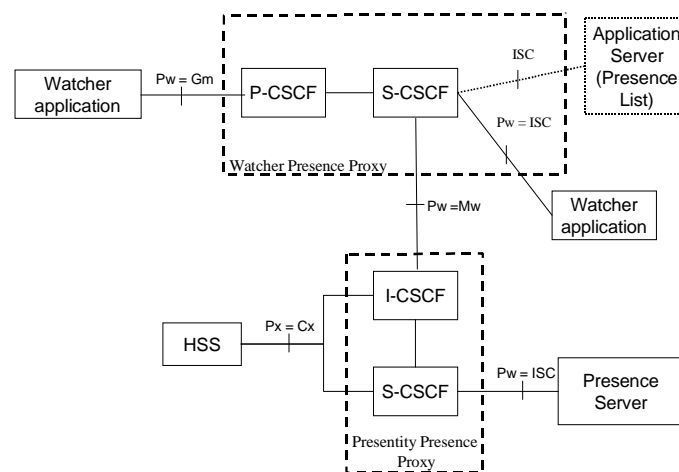 Watcher
application
Pw = Gm
P-CSCF
S-CSCF
ISC
Application
Server
(Presence
List)
Pw = ISC
Watcher Presence Proxy
Watcher
application
Pw =Mw
I-CSCF
HSS
Px = Cx
S-CSCF
Pw = ISC
Presence
Server
Presentity Presence
Proxy